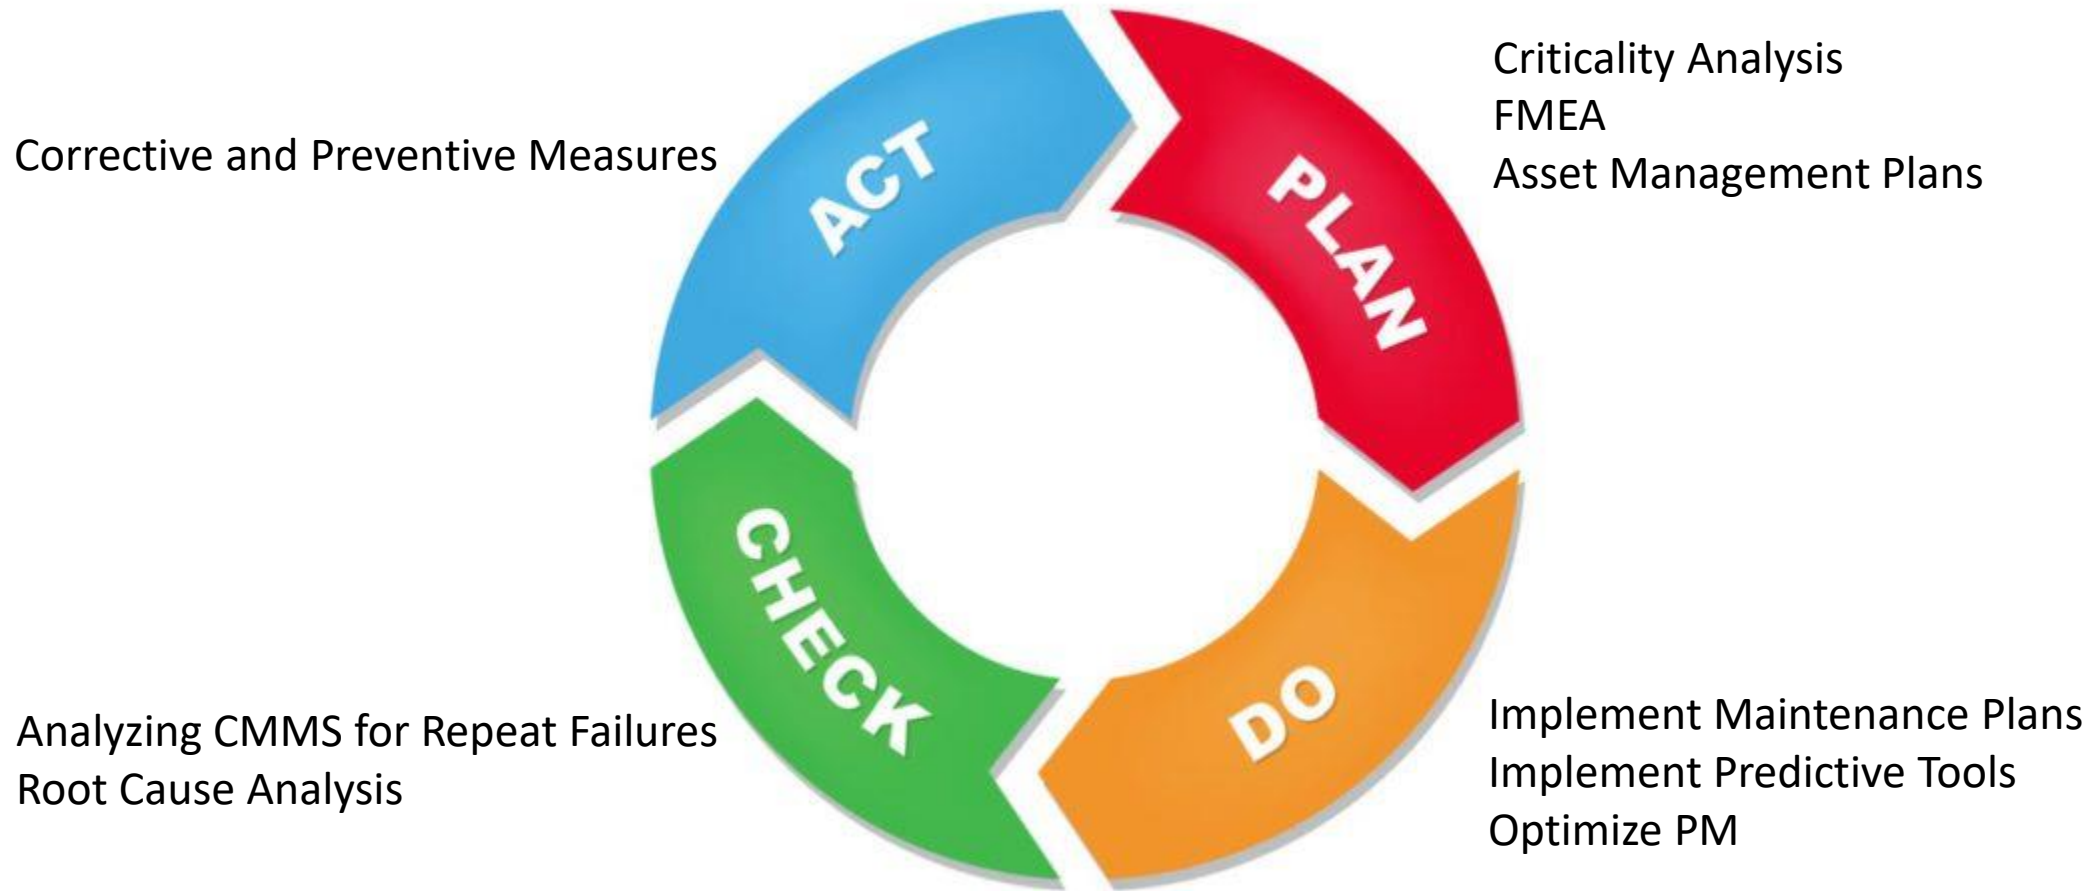 ACT
PLAN
DO
CHECK
Criticality Analysis
FMEA
Asset Management Plans
Corrective and Preventive Measures
Implement Maintenance Plans
Implement Predictive Tools
Optimize PM
Analyzing CMMS for Repeat Failures
Root Cause Analysis